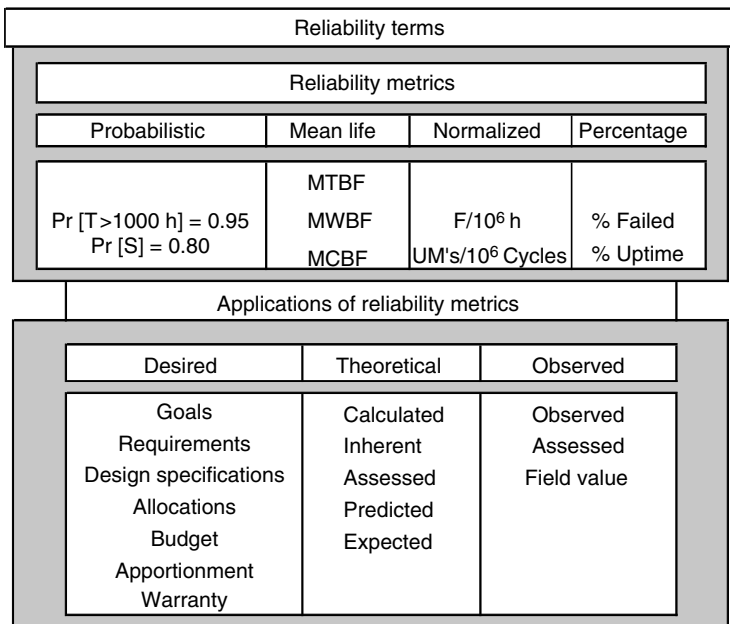 Reliability terms
Reliability metrics
Probabilistic Mean life Normalized Percentage
MTBF
Pr [T>1000 h] = 0.95 MWBF F/10⁶ h % Failed
Pr [S] = 0.80 MCBF UM's/10⁶ Cycles % Uptime
Applications of reliability metrics
Desired Theoretical Observed
Goals Calculated Observed
Requirements Inherent Assessed
Design specifications Assessed Field value
Allocations Predicted
Budget Expected
Apportionment
Warranty